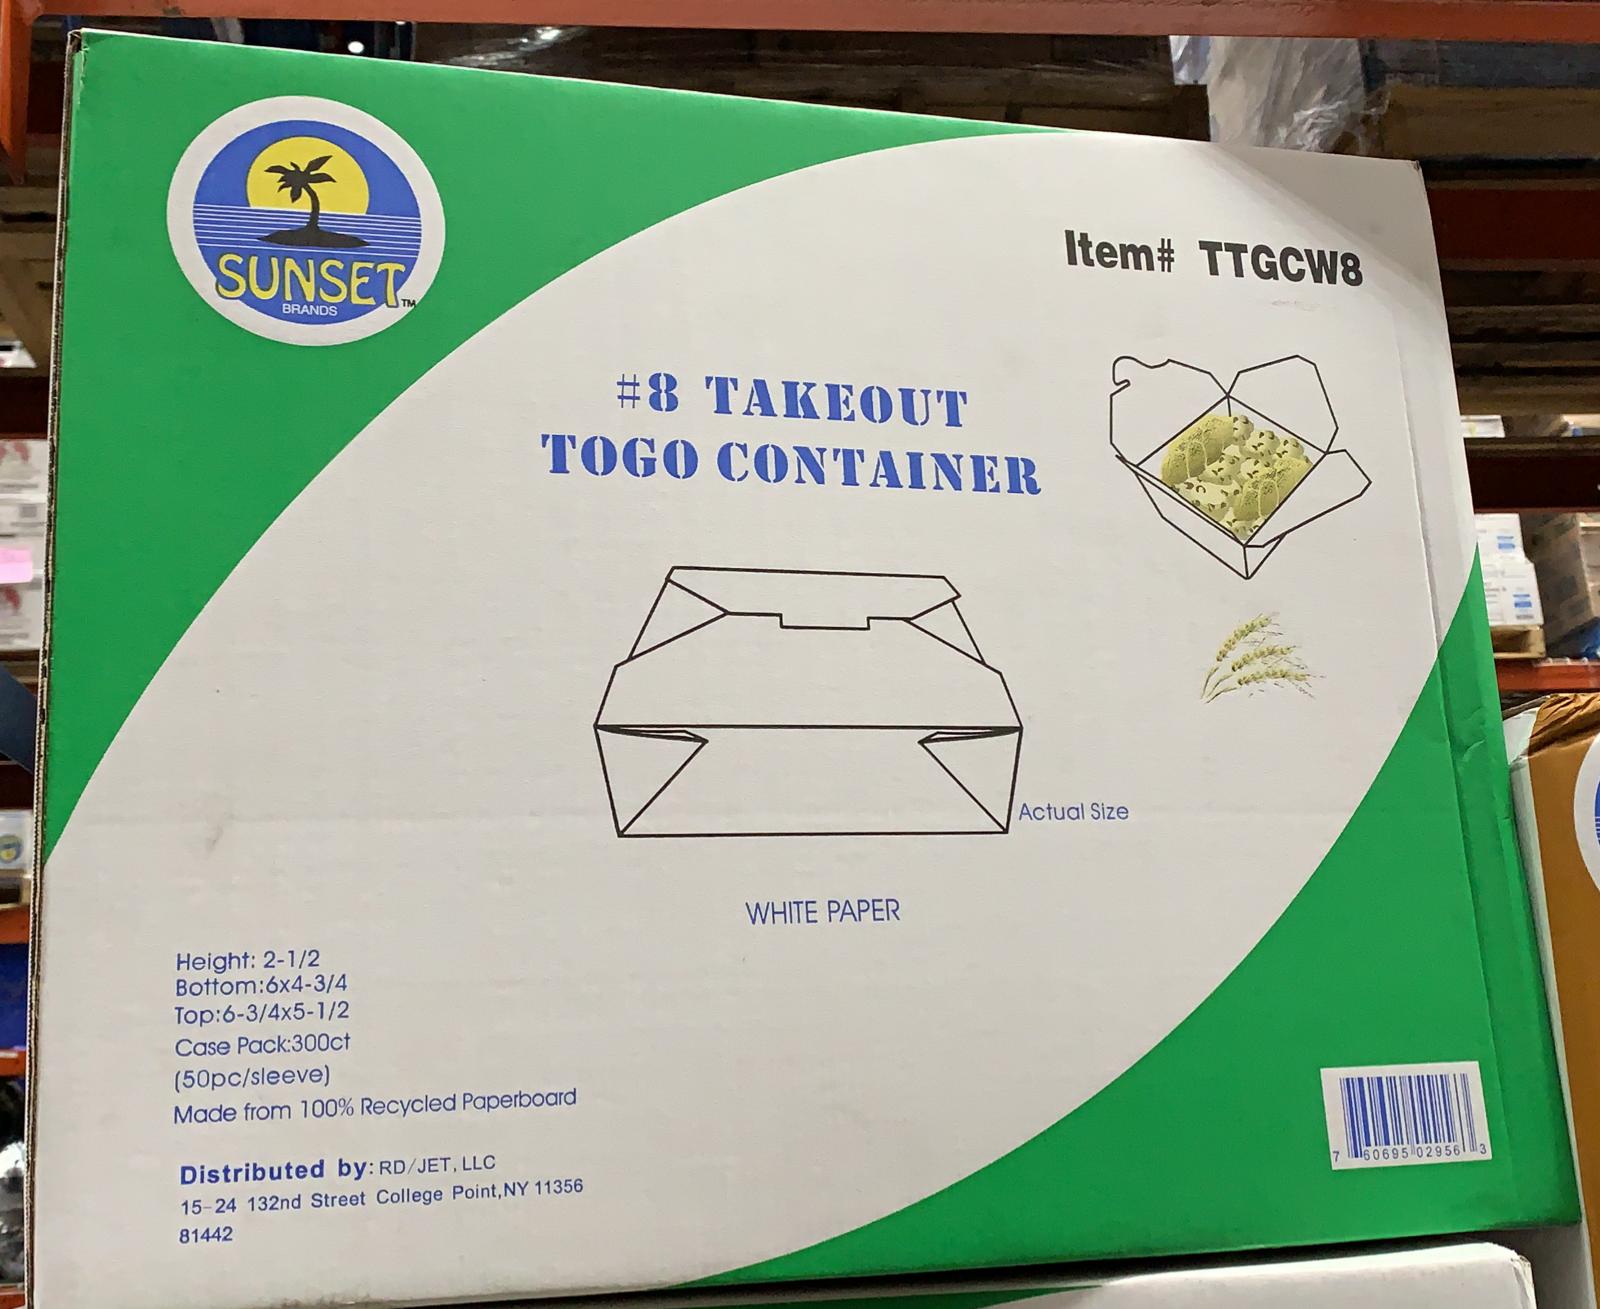 SUNSET™
BRANDS
Item# TTGCW8
#8 TAKEOUT
TOGO CONTAINER
Actual Size
WHITE PAPER
Height: 2-1/2
Bottom:6x4-3/4
Top:6-3/4x5-1/2
Case Pack:300ct
(50pc/sleeve)
Made from 100% Recycled Paperboard
Distributed by: RD/JET, LLC
15-24 132nd Street College Point,NY 11356
81442
7 60695 02956 3